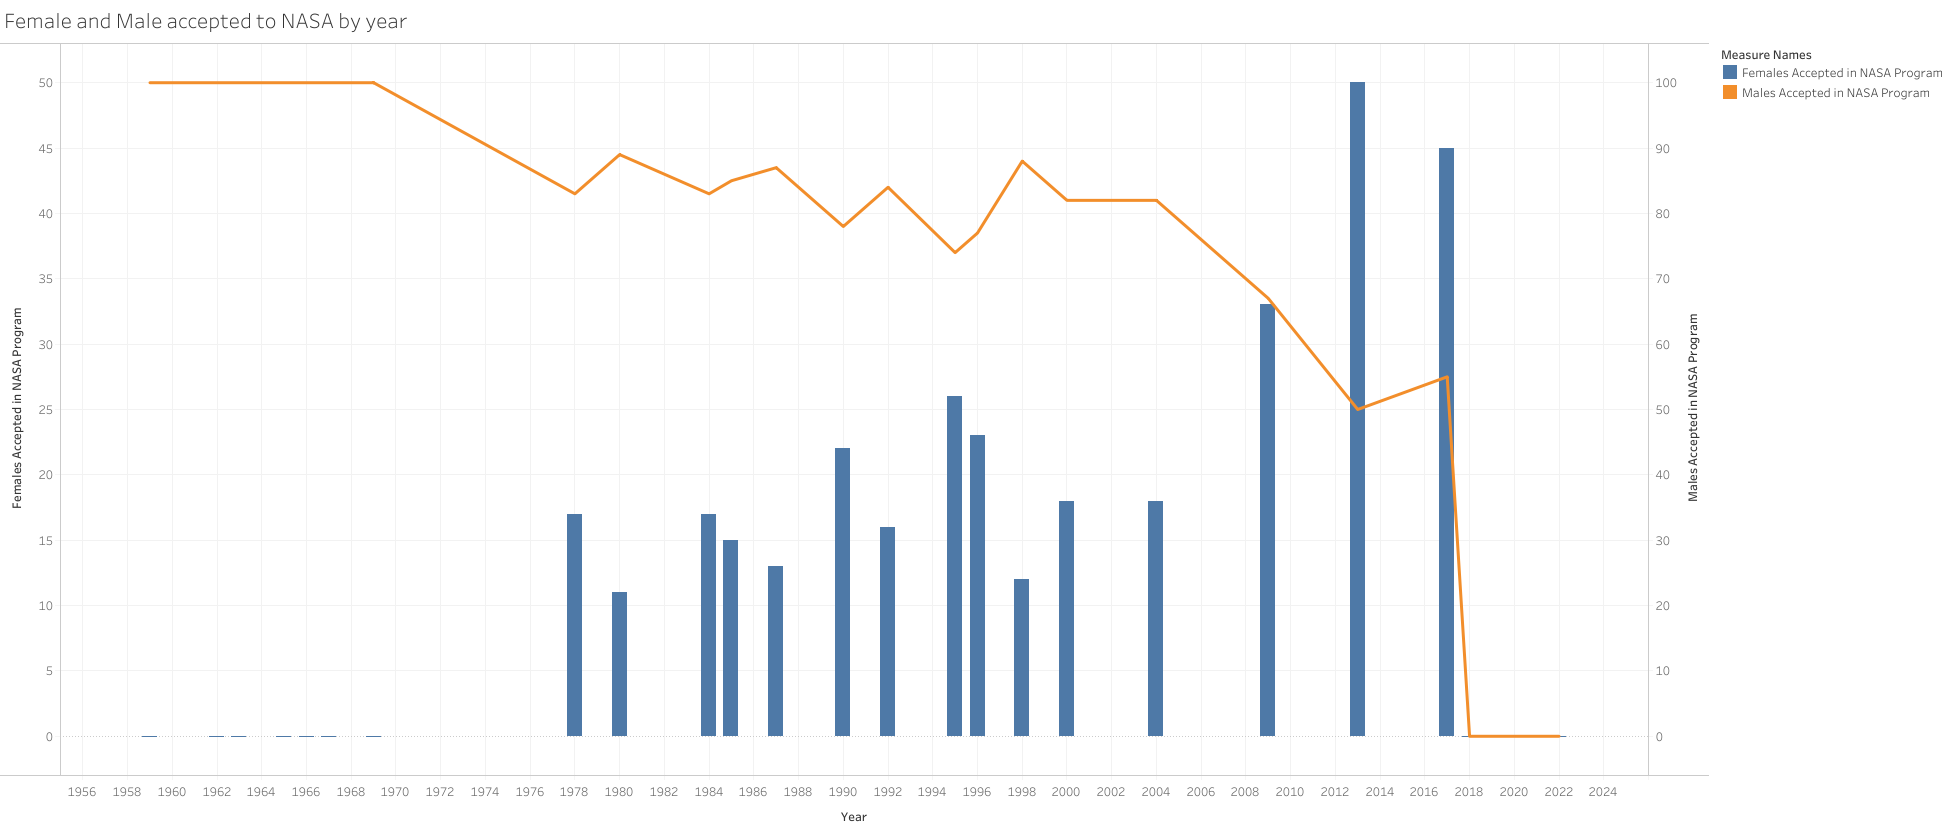 Female and Male accepted to NASA by year
Measure Names
Females Accepted in NASA Program
Males Accepted in NASA Program
Females Accepted in NASA Program
50
45
40
35
30
25
20
15
10
5
0
100
90
80
70
60
50
40
30
20
10
0
Males Accepted in NASA Program
1956 1958 1960 1962 1964 1966 1968 1970 1972 1974 1976 1978 1980 1982 1984 1986 1988 1990 1992 1994 1996 1998 2000 2002 2004 2006 2008 2010 2012 2014 2016 2018 2020 2022 2024
Year